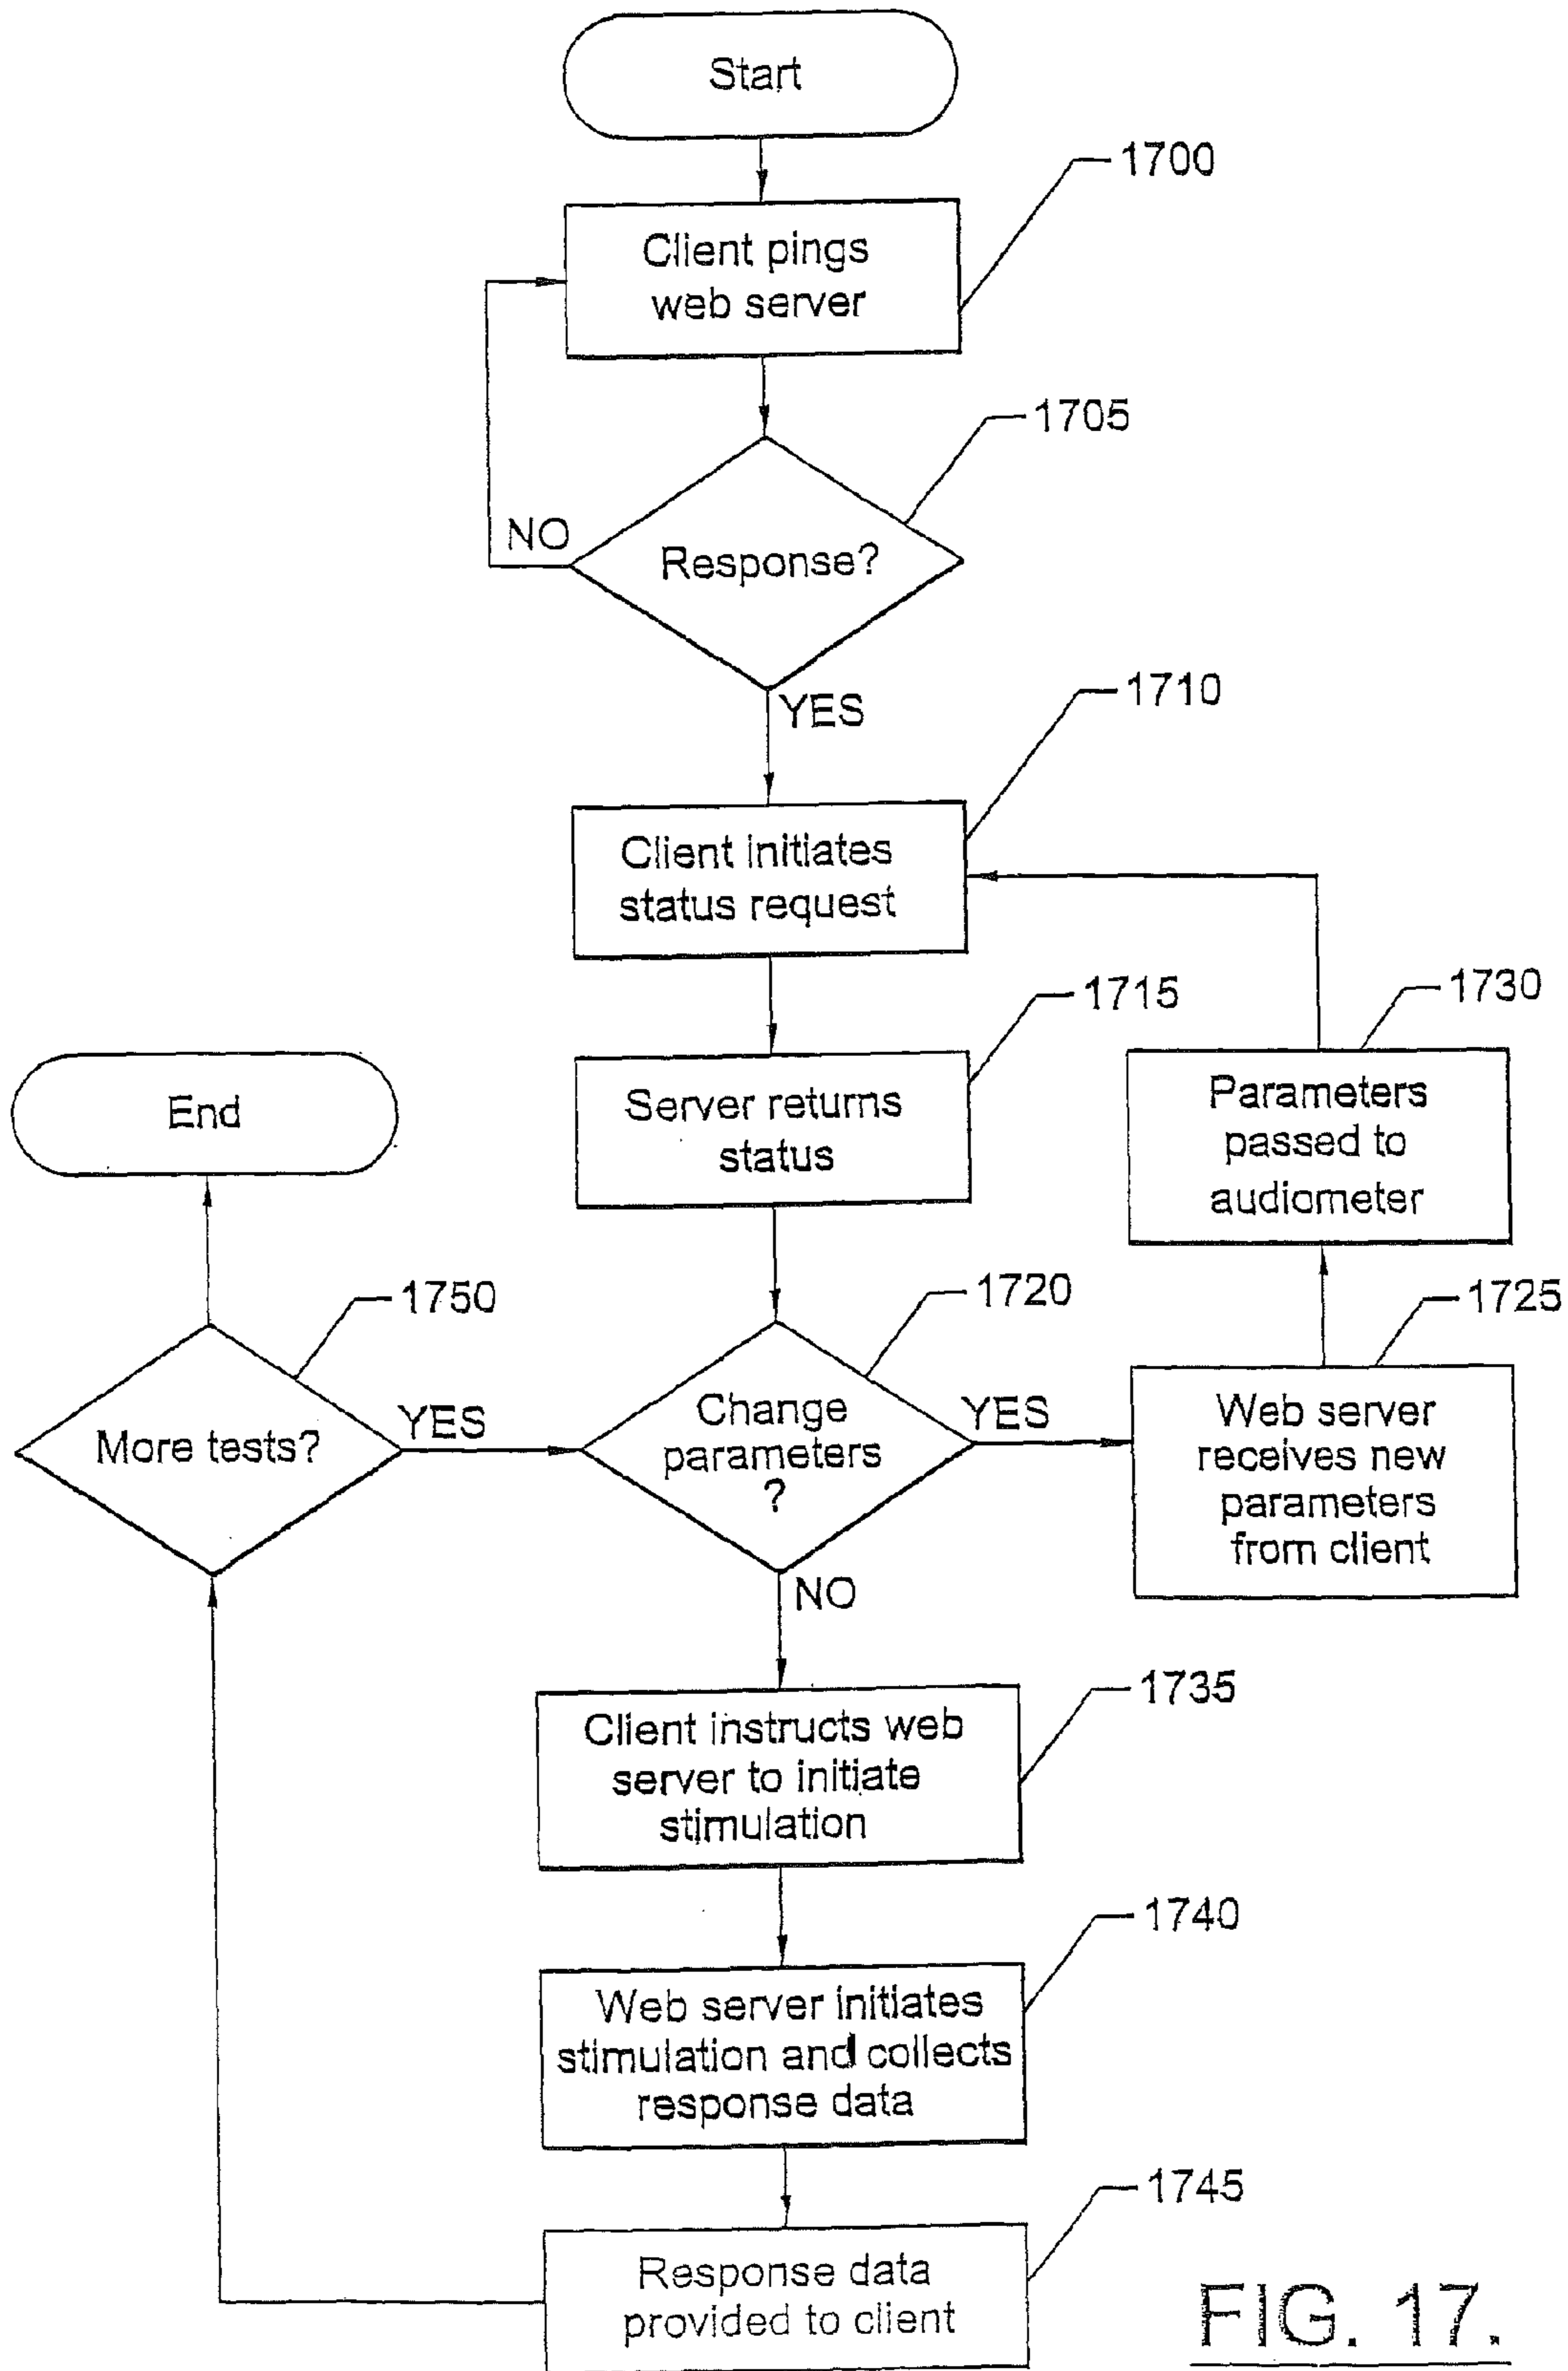 Start
1700
Client pings
web server
1705
NO
Response?
YES
1710
Client initiates
status request
1715
1730
Server returns
status
Parameters
passed to
audiometer
End
1750
1720
1725
More tests?
YES
Change
parameters
?
YES
Web server
receives new
parameters
from client
NO
1735
Client instructs web
server to initiate
stimulation
1740
Web server initiates
stimulation and collects
response data
1745
Response data
provided to client
FIG. 17.